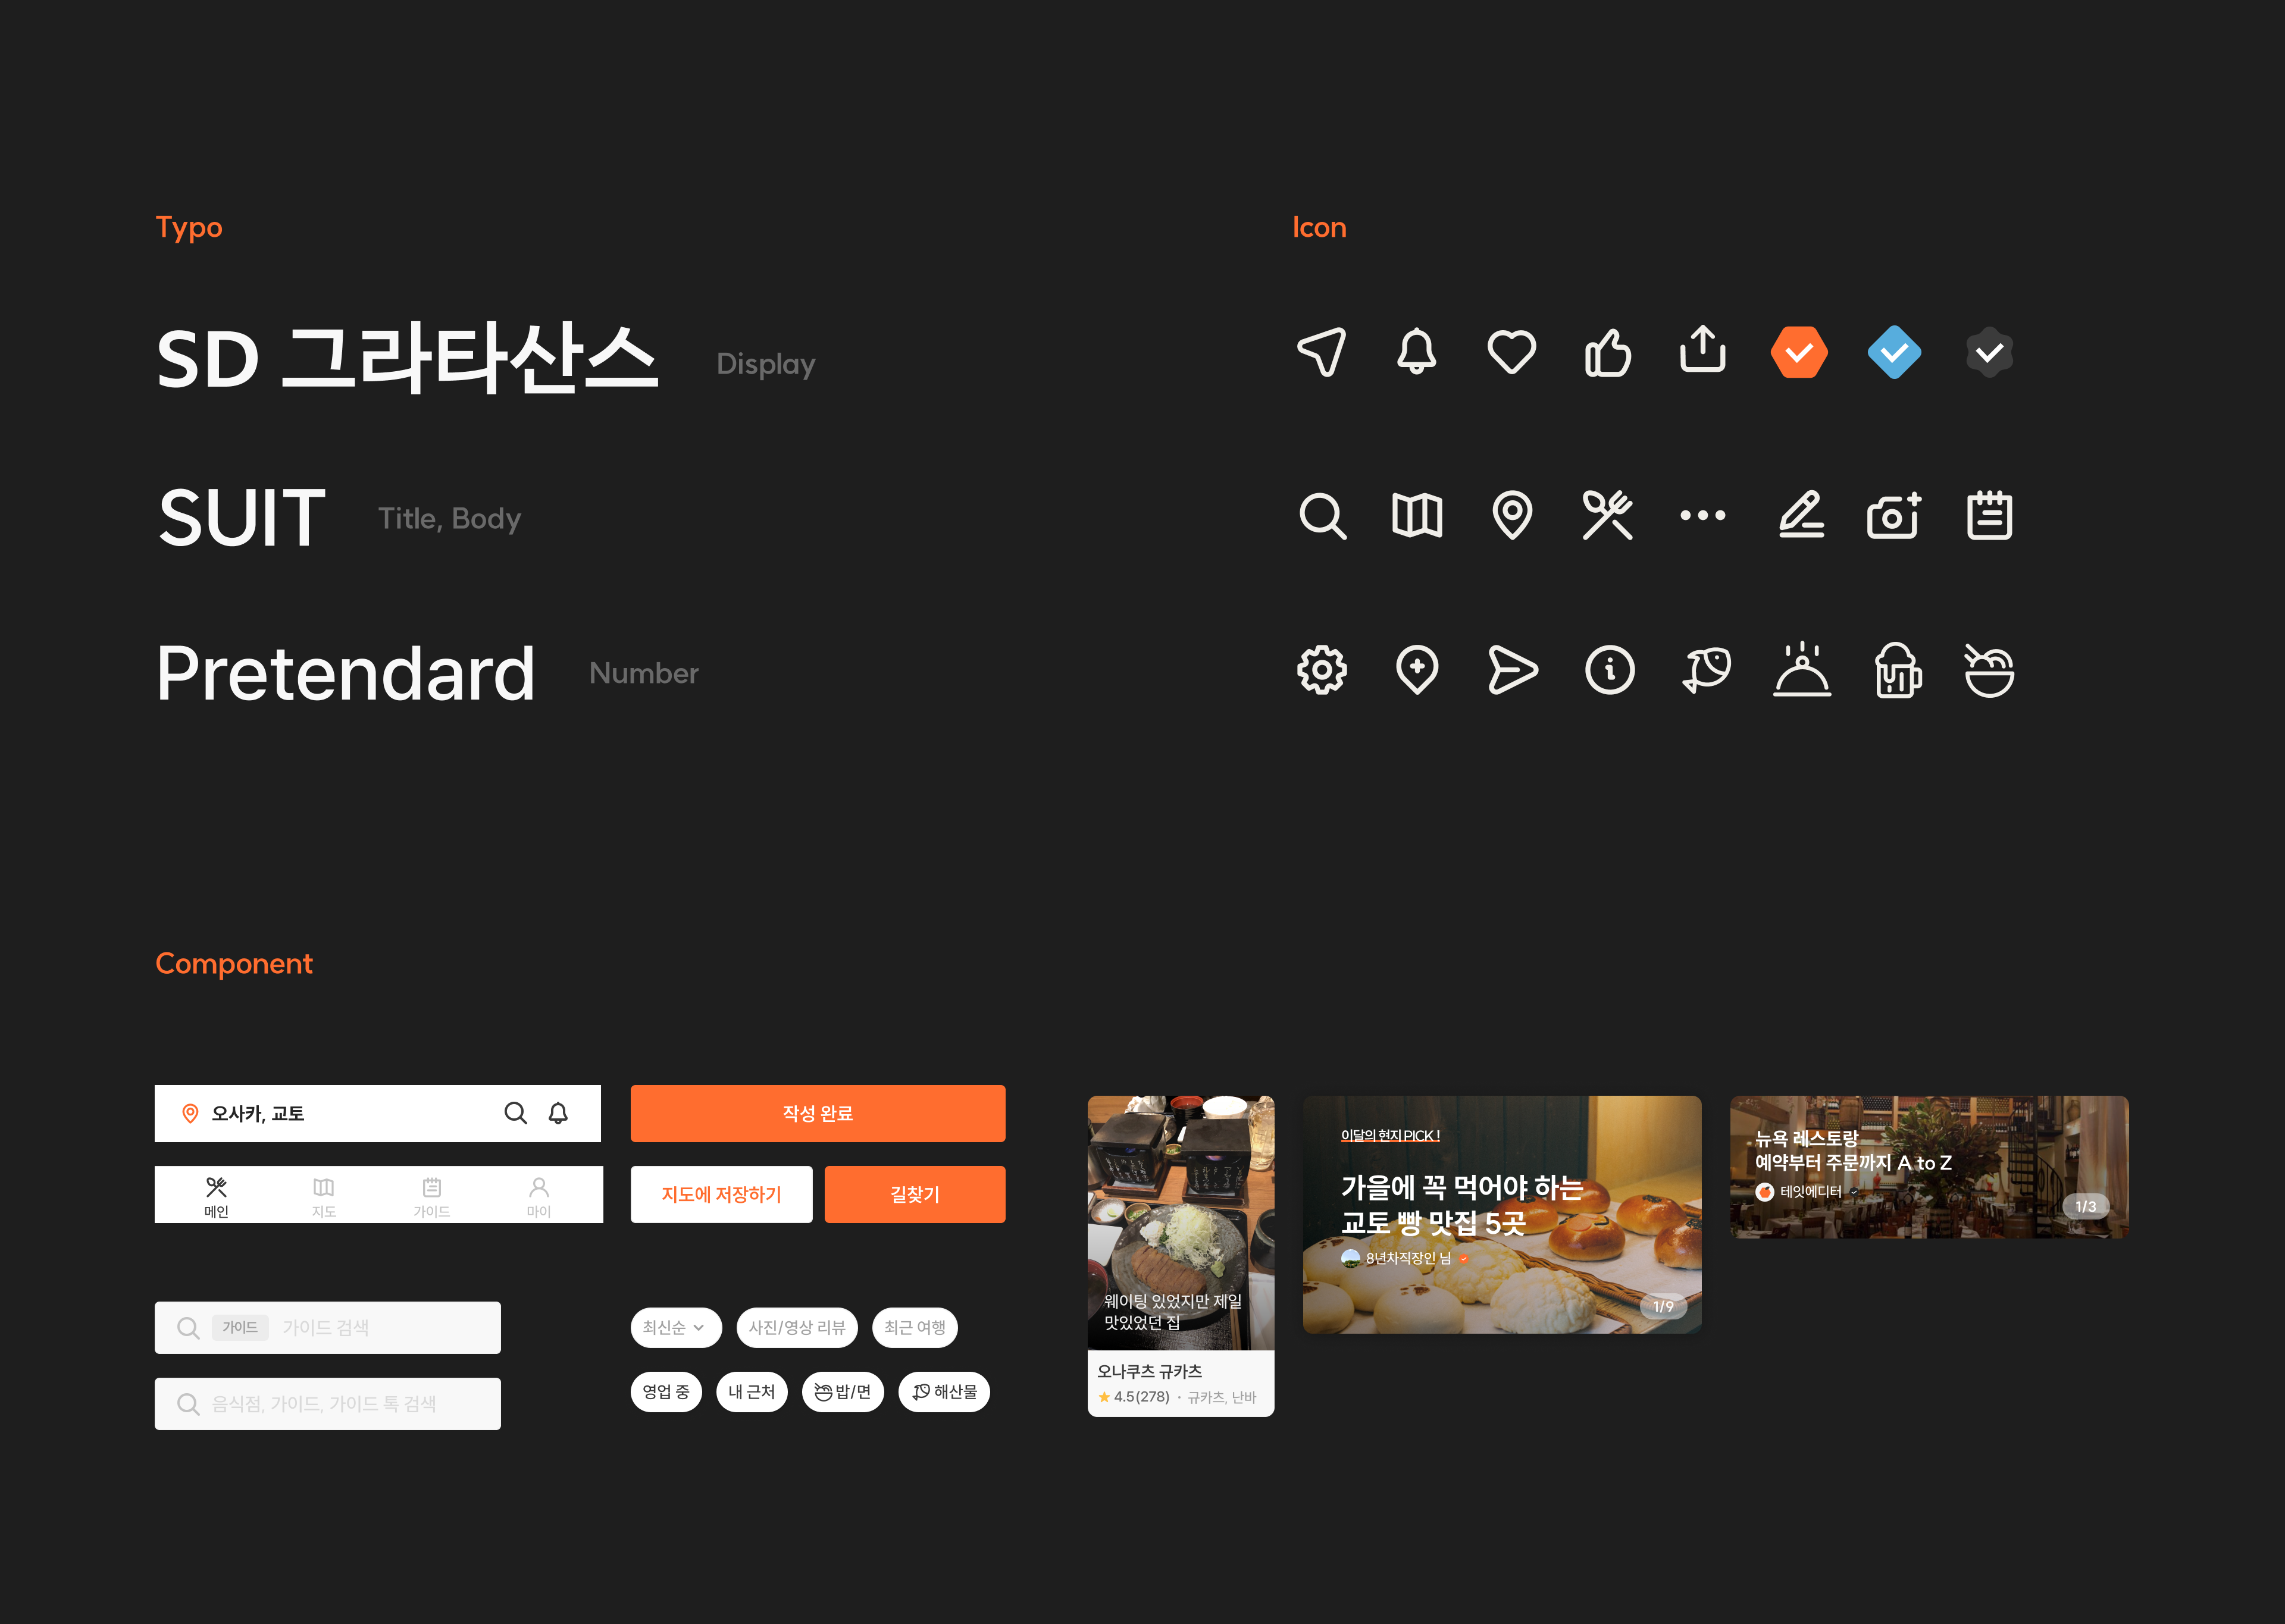 Typo
SD 그라타산스
Display
SUIT
Title, Body
Pretendard
Number
Icon
Component
오사카, 교토
메인
지도
가이드
마이
가이드
가이드 검색
음식점, 가이드, 가이드 톡 검색
작성 완료
지도에 저장하기
길찾기
최신순
사진/영상 리뷰
최근 여행
영업 중
내 근처
밥/면
해산물
웨이팅 있었지만 제일
맛있었던 집
오나쿠츠 규카츠
4.5(278) · 규카츠, 난바
이달의 현지 PICK !
가을에 꼭 먹어야 하는
교토 빵 맛집 5곳
8년차직장인 님
1/9
뉴욕 레스토랑
예약부터 주문까지 A to Z
테잇에디터
1/3